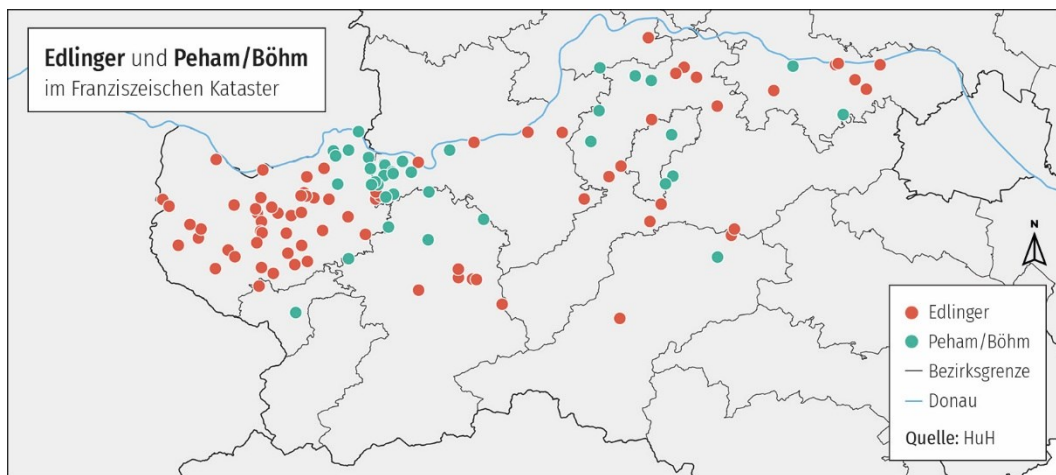 Edlinger und Peham/Böhm
im Franziszeischen Kataster
N
Edlinger
Peham/Böhm
Bezirksgrenze
Donau
Quelle: HuH